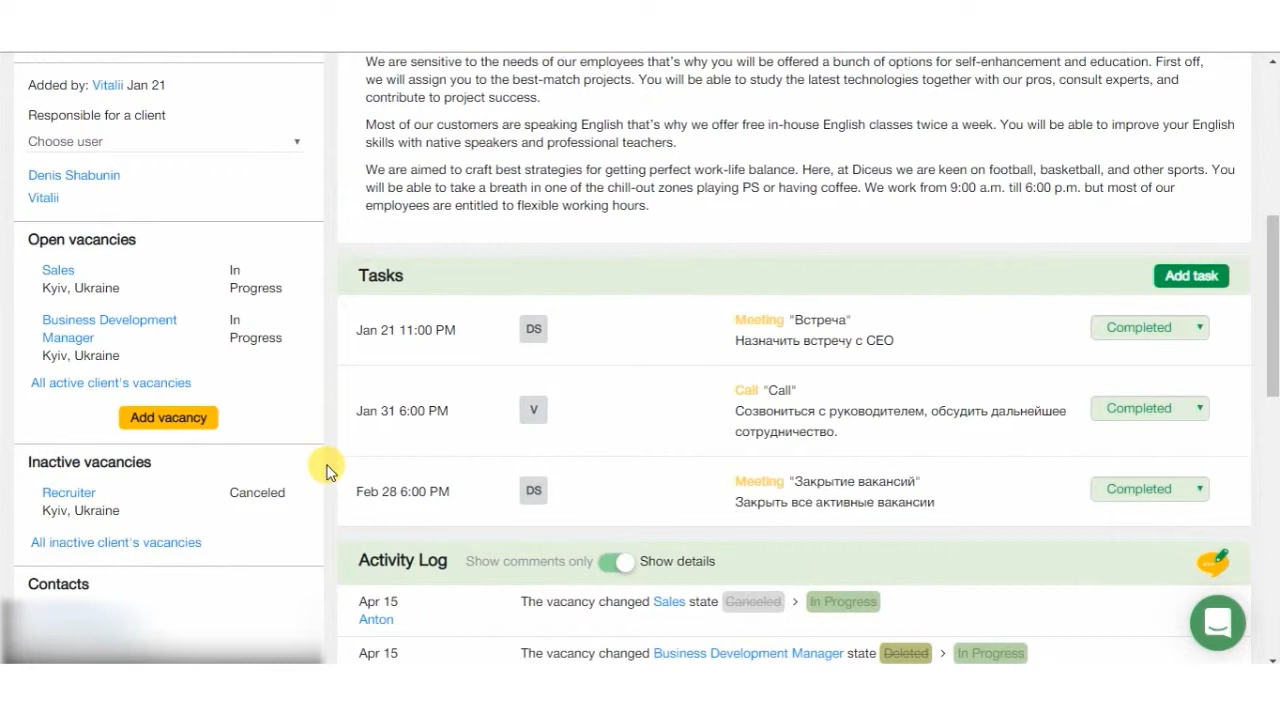 Added by: Vitalii Jan 21
Responsible for a client
Choose user
Denis Shabunin
Vitalii
Open vacancies
Sales
Kyiv, Ukraine
In
Progress
Business Development
Manager
Kyiv, Ukraine
In
Progress
All active client's vacancies
Add vacancy
Inactive vacancies
Recruiter
Kyiv, Ukraine
Canceled
All inactive client's vacancies
Contacts
We are sensitive to the needs of our employees that's why you will be offered a bunch of options for self-enhancement and education. First off,
we will assign you to the best-match projects. You will be able to study the latest technologies together with our pros, consult experts, and
contribute to project success.
Most of our customers are speaking English that's why we offer free in-house English classes twice a week. You will be able to improve your English
skills with native speakers and professional teachers.
We are aimed to craft best strategies for getting perfect work-life balance. Here, at Diceus we are keen on football, basketball, and other sports. You
will be able to take a breath in one of the chill-out zones playing PS or having coffee. We work from 9:00 a.m. till 6:00 p.m. but most of our
employees are entitled to flexible working hours.
Tasks
Add task
Jan 21 11:00 PM
DS
Meeting "Встреча"
Назначить встречу с CEO
Completed
Jan 31 6:00 PM
V
Call "Call"
Созвониться с руководителем, обсудить дальнейшее
сотрудничество.
Completed
Feb 28 6:00 PM
DS
Meeting "Закрытие вакансий"
Закрыть все активные вакансии
Completed
Activity Log
Show comments only
Show details
Apr 15
Anton
The vacancy changed Sales state Canceled > In Progress
Apr 15
The vacancy changed Business Development Manager state Deleted > In Progress